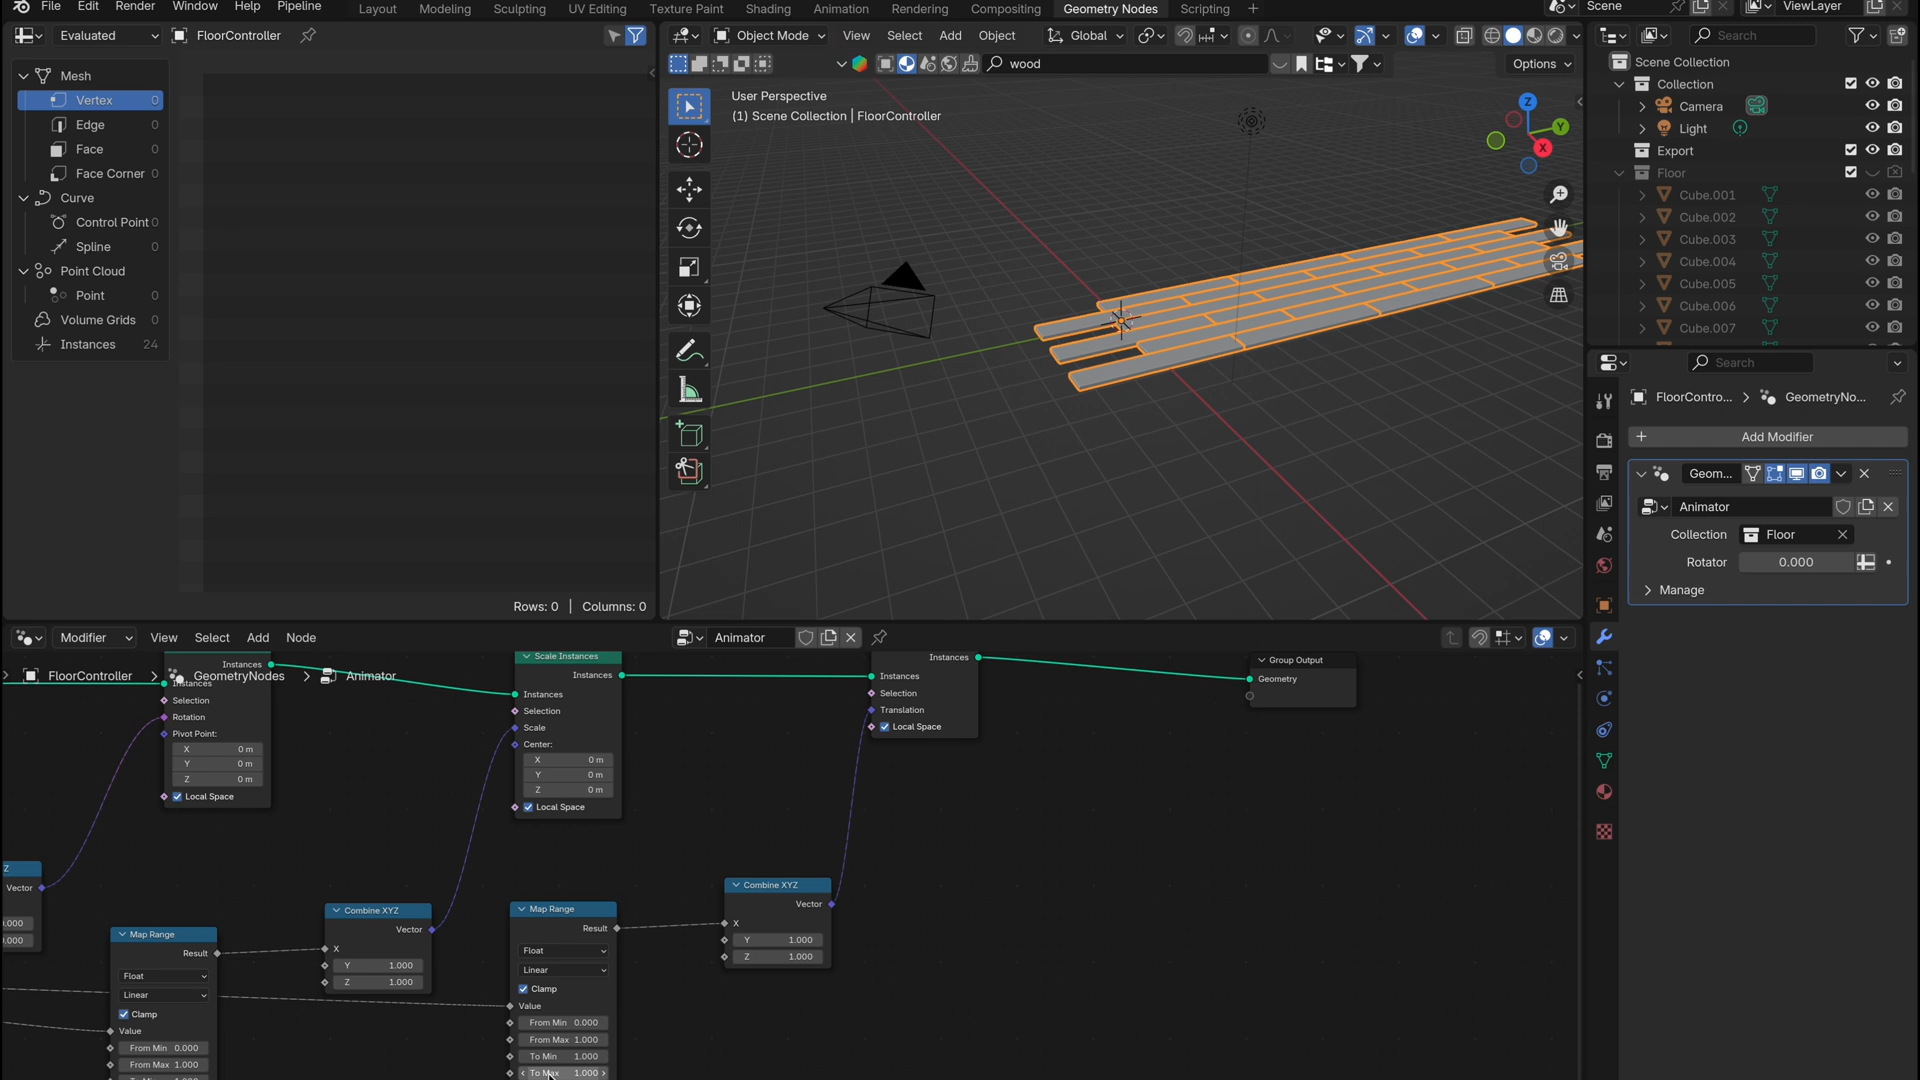 File Edit Render Window Help Pipeline
Layout Modeling Sculpting UV Editing Texture Paint Shading Animation Rendering Compositing Geometry Nodes Scripting
Scene
ViewLayer
Evaluated
FloorController
Mesh
Vertex 0
Edge 0
Face 0
Face Corner 0
Curve
Control Point 0
Spline 0
Point Cloud
Point 0
Volume Grids 0
Instances 24
Rows: 0 | Columns: 0
Object Mode View Select Add Object Global
wood
Options
User Perspective
(1) Scene Collection | FloorController
Z
Y
X
Search
Scene Collection
Collection
Camera
Light
Export
Floor
Cube.001
Cube.002
Cube.003
Cube.004
Cube.005
Cube.006
Cube.007
Search
FloorContro... GeometryNo...
Add Modifier
Geom...
Animator
Collection Floor
Rotator 0.000
Manage
Modifier View Select Add Node
Animator
FloorController GeometryNodes Animator
Instances
Instances
Selection
Rotation
Pivot Point:
X 0 m
Y 0 m
Z 0 m
Local Space
Scale Instances
Instances
Instances
Selection
Scale
Center:
X 0 m
Y 0 m
Z 0 m
Local Space
Instances
Instances
Selection
Translation
Local Space
Group Output
Geometry
Z
Vector
Map Range
Result
Float
Linear
Clamp
Value
From Min 0.000
From Max 1.000
Combine XYZ
Vector
X
Y 1.000
Z 1.000
Map Range
Result
Float
Linear
Clamp
Value
From Min 0.000
From Max 1.000
To Min 1.000
To Max 1.000
Combine XYZ
Vector
X
Y 1.000
Z 1.000